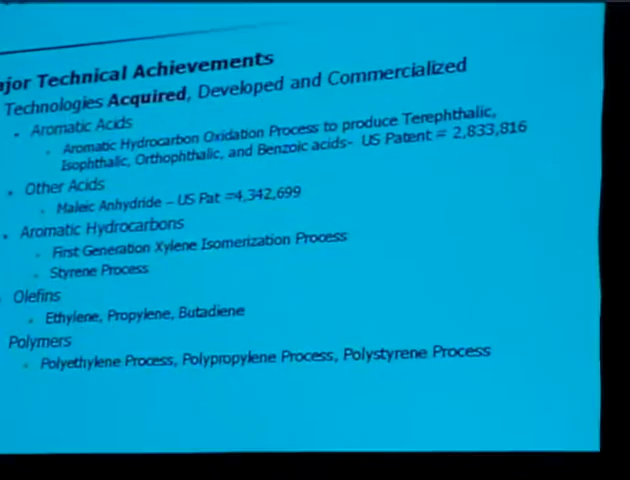 ajor Technical Achievements
Technologies Acquired, Developed and Commercialized
Aromatic Acids
Aromatic Hydrocarbon Oxidation Process to produce Terephthalic,
Isophthalic, Orthophthalic, and Benzoic acids- US Patent = 2,833,816
Other Acids
Maleic Anhydride – US Pat =4,342,699
Aromatic Hydrocarbons
First Generation Xylene Isomerization Process
Styrene Process
Olefins
Ethylene, Propylene, Butadiene
Polymers
Polyethylene Process, Polypropylene Process, Polystyrene Process